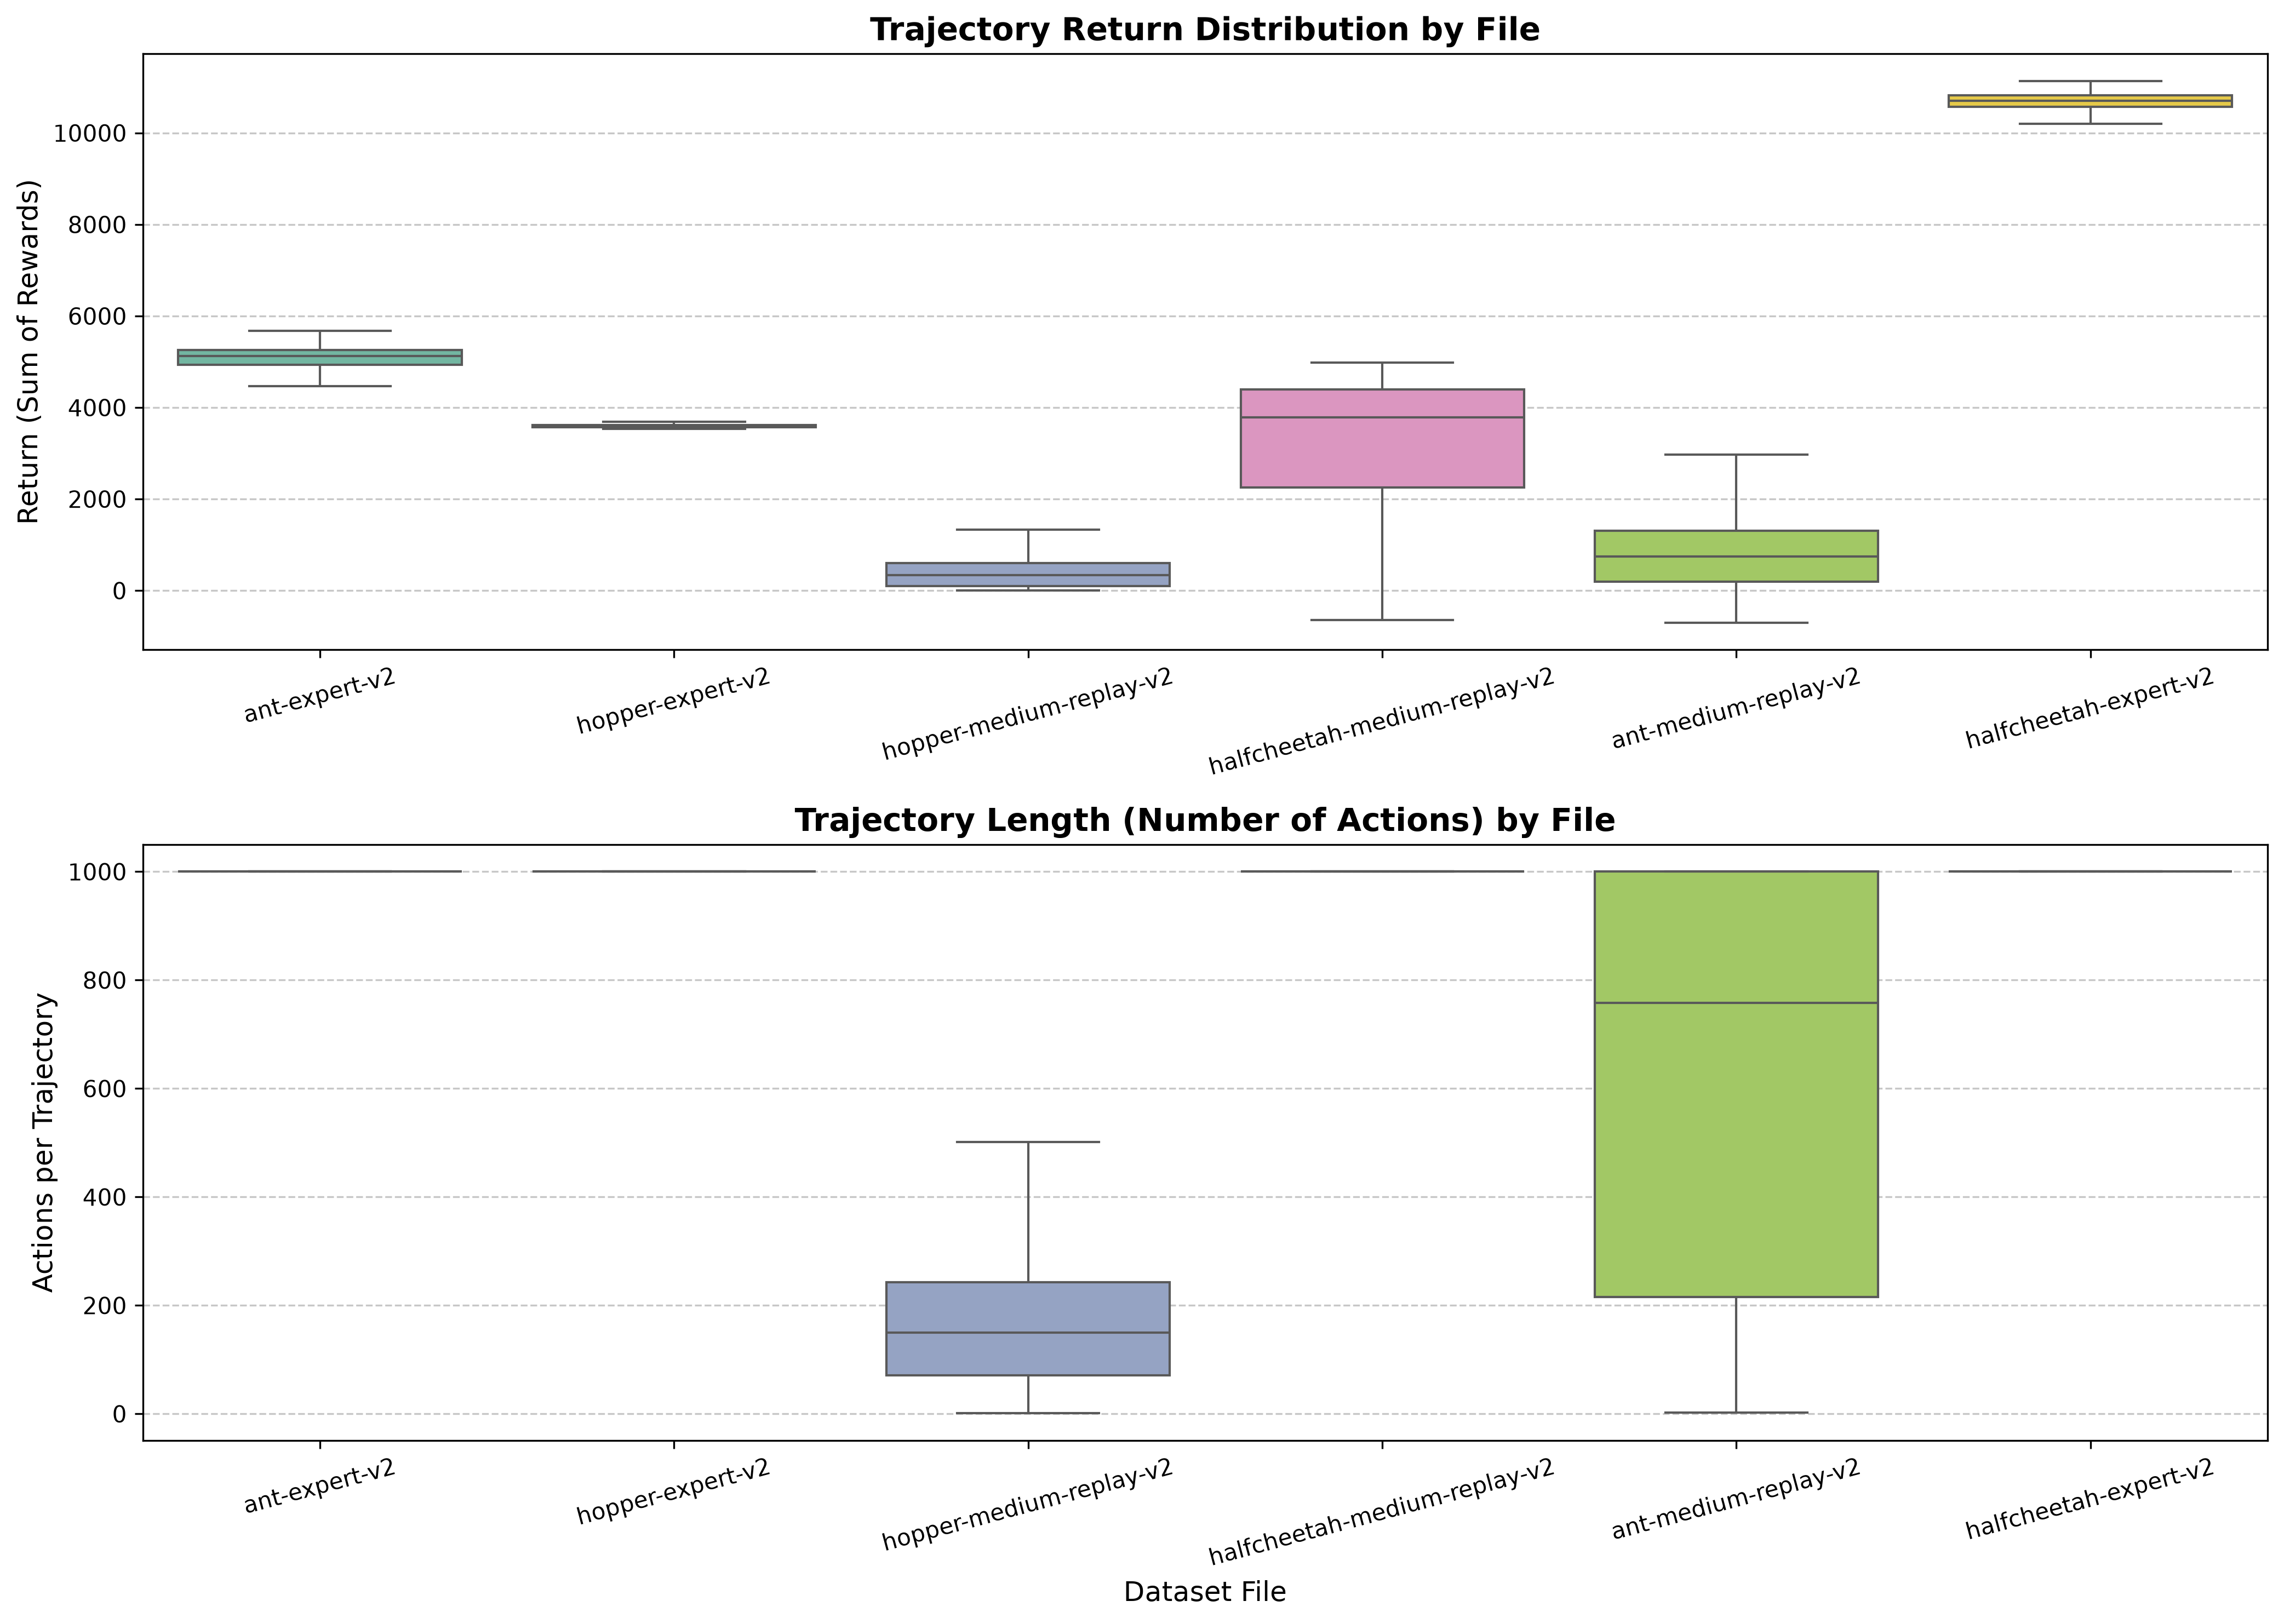 Trajectory Return Distribution by File
Return (Sum of Rewards)
10000
8000
6000
4000
2000
0
ant-expert-v2
hopper-expert-v2
hopper-medium-replay-v2
halfcheetah-medium-replay-v2
ant-medium-replay-v2
halfcheetah-expert-v2
Trajectory Length (Number of Actions) by File
Actions per Trajectory
1000
800
600
400
200
0
ant-expert-v2
hopper-expert-v2
hopper-medium-replay-v2
halfcheetah-medium-replay-v2
ant-medium-replay-v2
halfcheetah-expert-v2
Dataset File